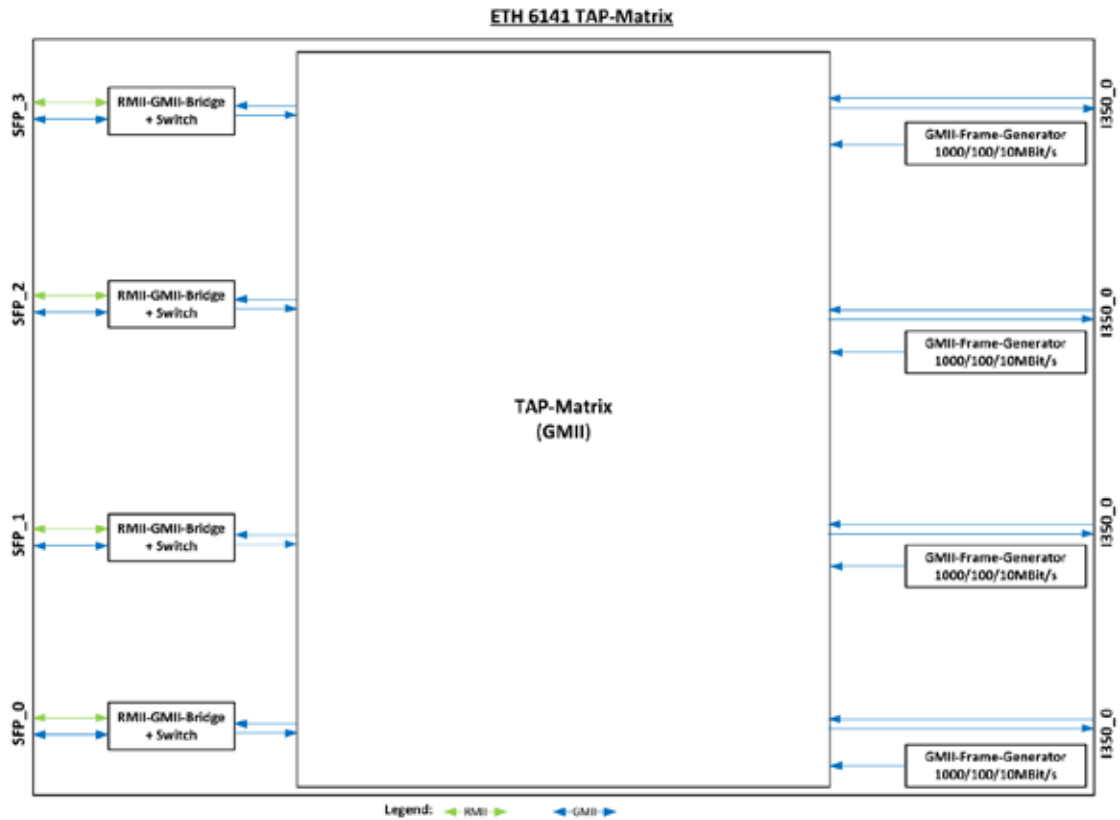 ETH 6141 TAP-Matrix
SFP_3
RMII-GMII-Bridge
+ Switch
I350_0
GMII-Frame-Generator
1000/100/10MBit/s
SFP_2
RMII-GMII-Bridge
+ Switch
I350_0
GMII-Frame-Generator
1000/100/10MBit/s
TAP-Matrix
(GMII)
SFP_1
RMII-GMII-Bridge
+ Switch
I350_0
GMII-Frame-Generator
1000/100/10MBit/s
SFP_0
RMII-GMII-Bridge
+ Switch
I350_0
GMII-Frame-Generator
1000/100/10MBit/s
Legend: RMII GMII